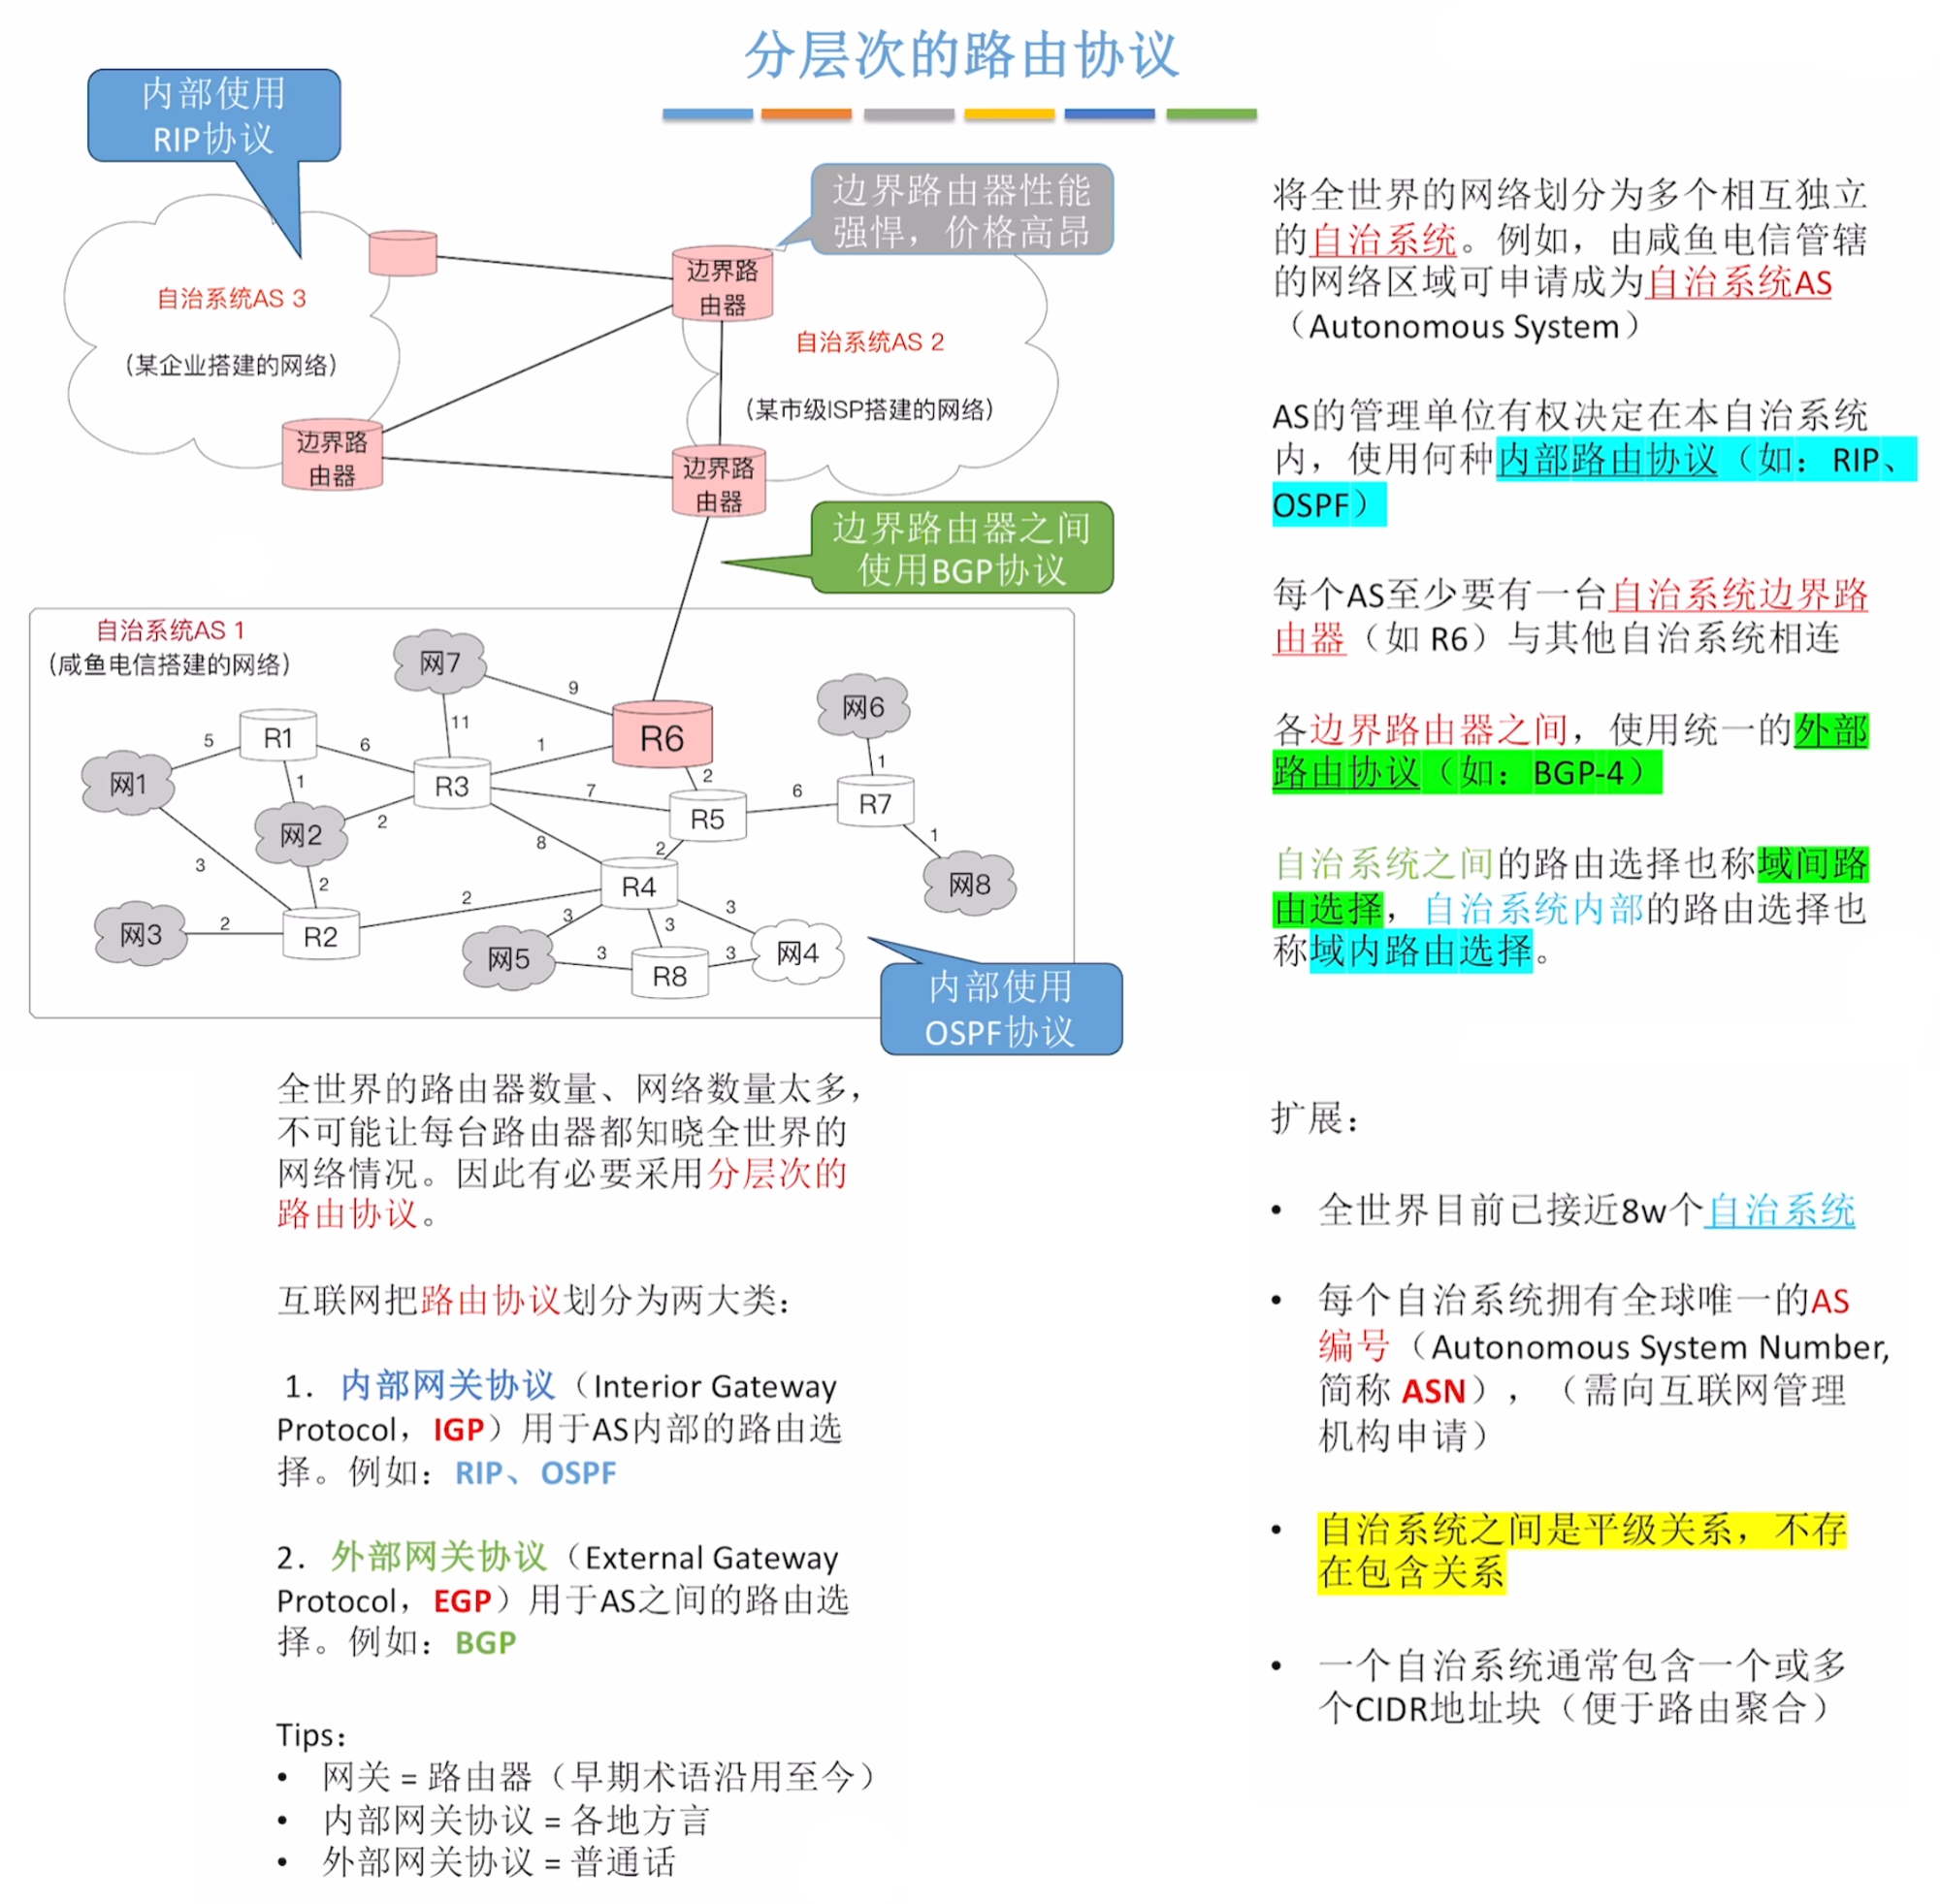 分层次的路由协议
内部使用
RIP协议
边界路由器性能
强悍，价格高昂
边界路
由器
自治系统AS 3
（某企业搭建的网络）
自治系统AS 2
（某市级ISP搭建的网络）
边界路
由器
边界路
由器
边界路由器之间
使用BGP协议
自治系统AS 1
（咸鱼电信搭建的网络）
网7
9
11
R6
网6
R1
5
6
1
1
网1
1
R3
2
7
6
R7
R5
网2
2
8
2
1
3
2
R4
网8
2
3
3
网3
2
R2
3
网5
3
R8
3
网4
内部使用
OSPF协议
将全世界的网络划分为多个相互独立
的自治系统。例如，由咸鱼电信管辖
的网络区域可申请成为自治系统AS
（Autonomous System）
AS的管理单位有权决定在本自治系统
内，使用何种内部路由协议（如：RIP、
OSPF）
每个AS至少要有一台自治系统边界路
由器（如 R6）与其他自治系统相连
各边界路由器之间，使用统一的外部
路由协议（如：BGP-4）
自治系统之间的路由选择也称域间路
由选择，自治系统内部的路由选择也
称域内路由选择。
全世界的路由器数量、网络数量太多，
不可能让每台路由器都知晓全世界的
网络情况。因此有必要采用分层次的
路由协议。
互联网把路由协议划分为两大类：
1. 内部网关协议（Interior Gateway
Protocol，IGP）用于AS内部的路由选
择。例如：RIP、OSPF
2. 外部网关协议（External Gateway
Protocol，EGP）用于AS之间的路由选
择。例如：BGP
Tips：
• 网关 = 路由器（早期术语沿用至今）
• 内部网关协议 = 各地方言
• 外部网关协议 = 普通话
扩展：
• 全世界目前已接近8w个自治系统
• 每个自治系统拥有全球唯一的AS
编号（Autonomous System Number,
简称 ASN），（需向互联网管理
机构申请）
• 自治系统之间是平级关系，不存
在包含关系
• 一个自治系统通常包含一个或多
个CIDR地址块（便于路由聚合）